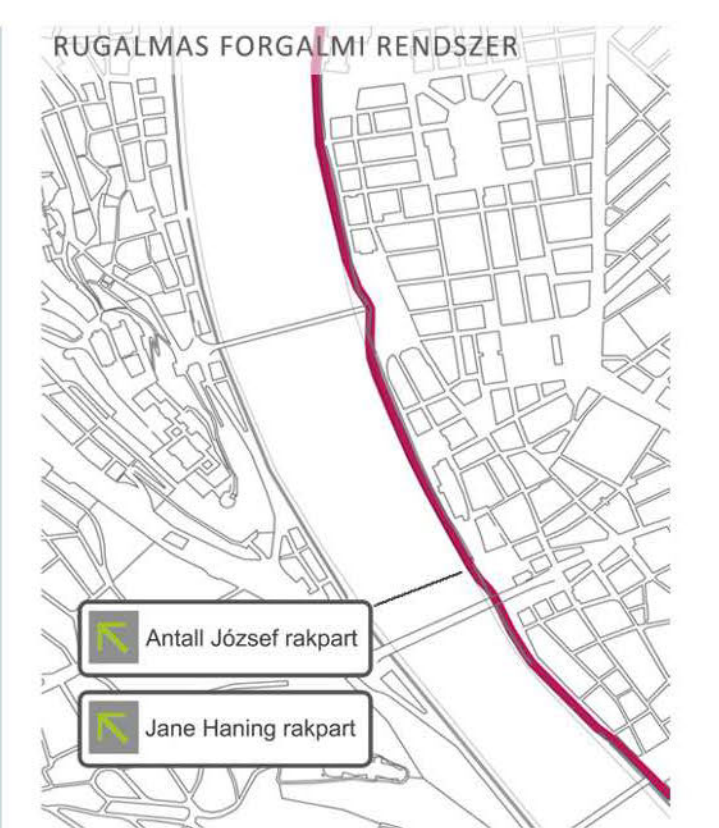 RUGALMAS FORGALMI RENDSZER
Antall József rakpart
Jane Haning rakpart